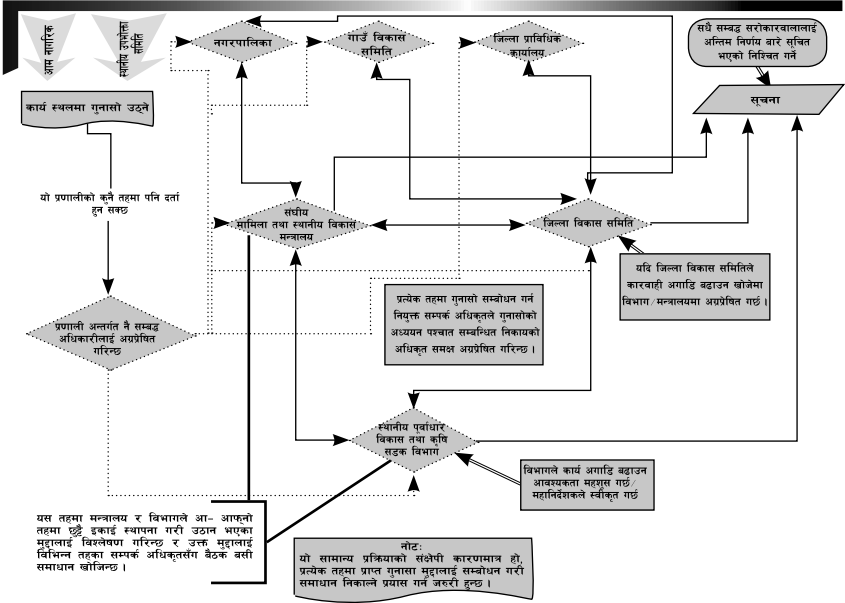 आम नागरिक
स्थानीय उपभोक्ता
समिति
नगरपालिका
गाउँ विकास
समिति
जिल्ला प्राविधिक
कार्यालय
सधै सम्बद्ध सरोकारवालालाई
अन्तिम निर्णय बारे सूचित
भएको निश्चित गर्ने
सूचना
कार्य स्थलमा गुनासो उठ्ने
यो प्रणालीको कुनै तहमा पनि दर्ता
हुन सक्छ
संघीय
मामिला तथा स्थानीय विकास
मन्त्रालय
जिल्ला विकास समिति
यदि जिल्ला विकास समितिले
कारवाही अगाडि बढाउन खोजेमा
विभाग/मन्त्रालयमा अग्रप्रेषित गर्छ ।
प्रत्येक तहमा गुनासो सम्बोधन गर्न
नियुक्त सम्पर्क अधिकृतले गुनासोको
अध्ययन पश्चात सम्बन्धित निकायको
अधिकृत समक्ष अग्रप्रेषित गरिन्छ ।
प्रणाली अन्तर्गत नै सम्बद्ध
अधिकारीलाई अग्रप्रेषित
गरिन्छ
स्थानीय पूर्वाधार
विकास तथा कृषि
सडक विभाग
विभागले कार्य अगाडि बढाउन
आवश्यकता महशुस गर्छ/
महानिर्देशकले स्वीकृत गर्छ
यस तहमा मन्त्रालय र विभागले आ- आफ्नो
तहमा छुट्टै इकाई स्थापना गरी उठान भएका
मुद्दालाई विश्लेषण गरिन्छ र उक्त मुद्दालाई
विभिन्न तहका सम्पर्क अधिकृतसँग बैठक बसी
समाधान खोजिन्छ ।
नोटः
यो सामान्य प्रक्रियाको संक्षेपी कारणमात्र हो,
प्रत्येक तहमा प्राप्त गुनासा मुद्दालाई सम्बोधन गरी
समाधान निकाल्ने प्रयास गर्न जरुरी हुन्छ ।